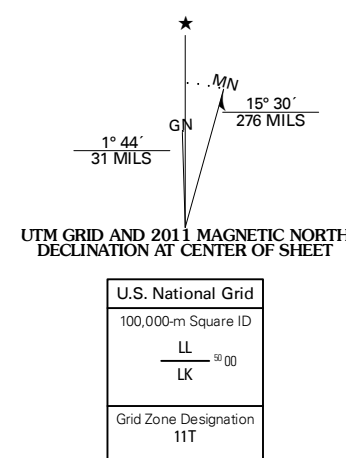 ★
MN
15° 30´
276 MILS
GN
1° 44´
31 MILS
UTM GRID AND 2011 MAGNETIC NORTH
DECLINATION AT CENTER OF SHEET
U.S. National Grid
100,000-m Square ID
LL
50 00
LK
Grid Zone Designation
11T